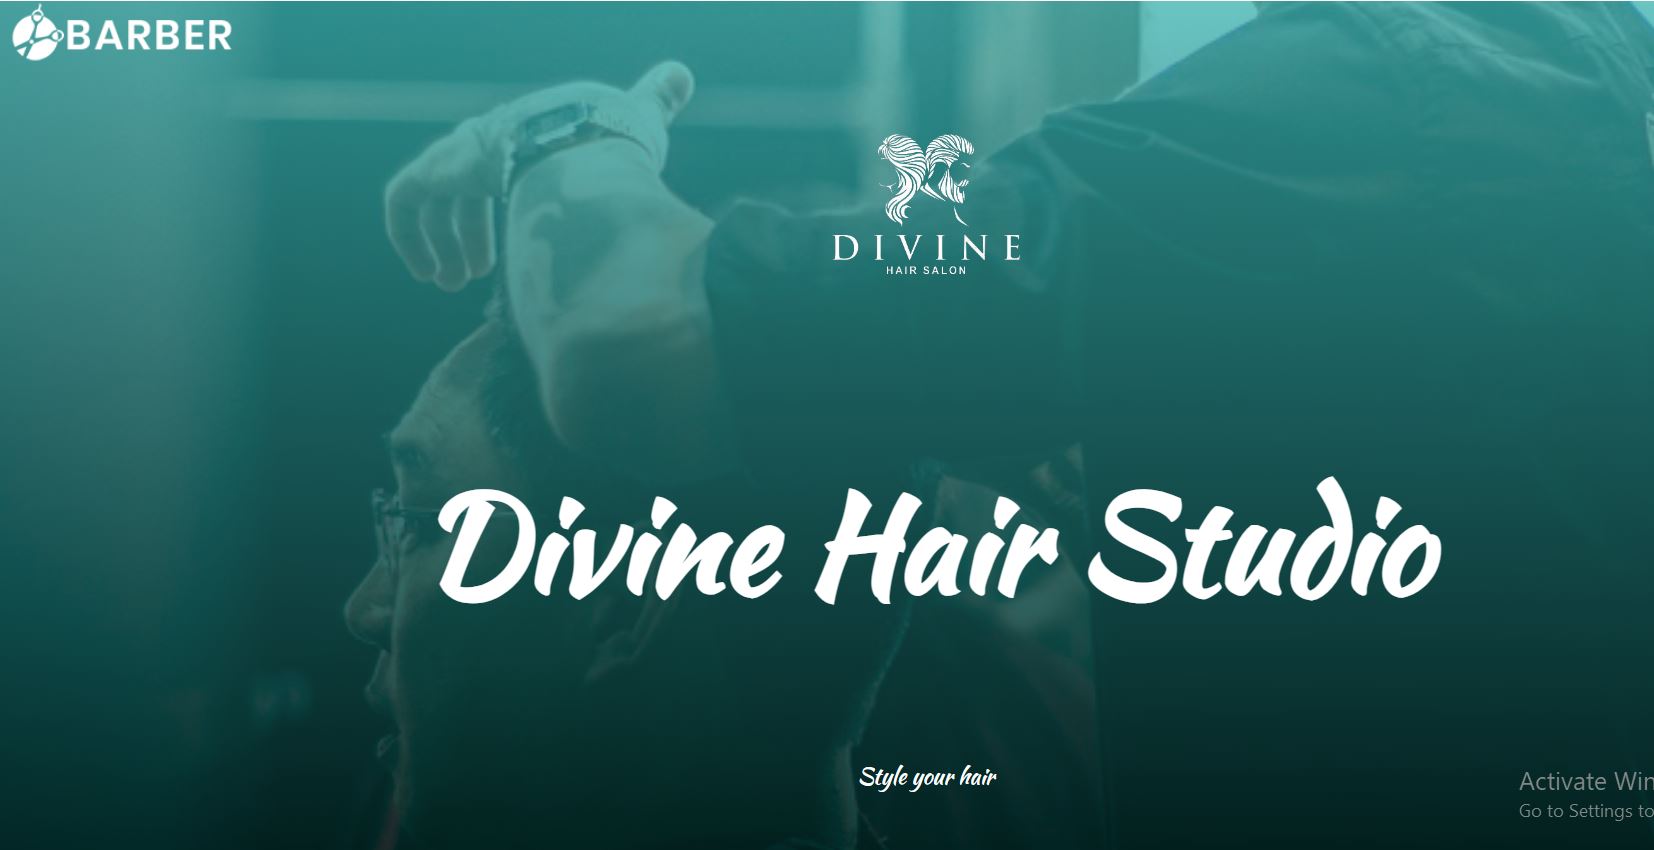 BARBER
DIVINE
HAIR SALON
Divine Hair Studio
Style your hair
Activate Win
Go to Settings to